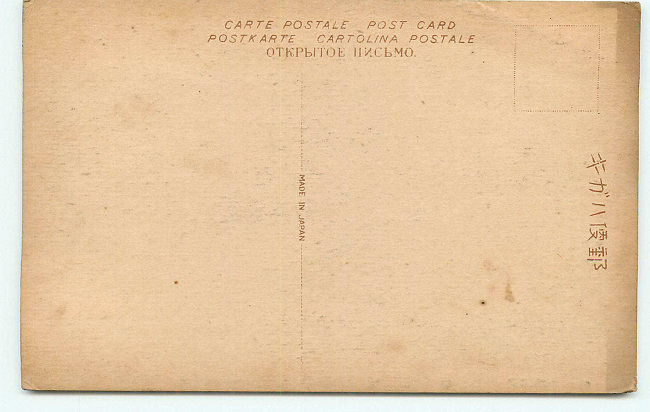 CARTE POSTALE POST CARD
POSTKARTE CARTOLINA POSTALE
ОТКРЫТОЕ ПИСЬМО.
MADE IN JAPAN
郵便ハガキ